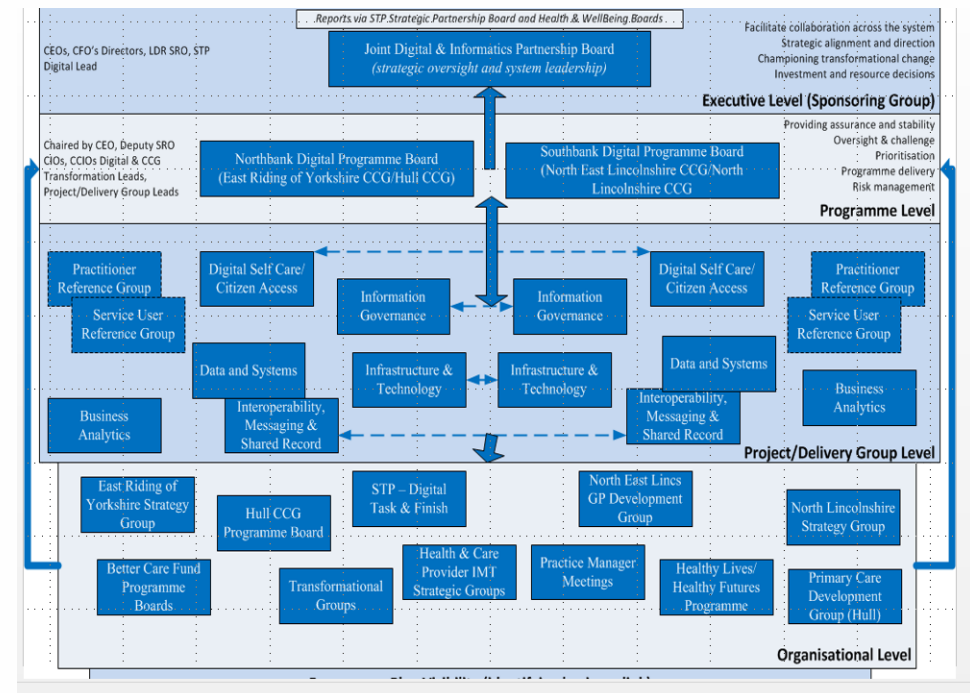 Reports via STP Strategic Partnership Board and Health & WellBeing Boards
CEOs, CFO's Directors, LDR SRO, STP
Digital Lead
Joint Digital & Informatics Partnership Board
(strategic oversight and system leadership)
Facilitate collaboration across the system
Strategic alignment and direction
Championing transformational change
Investment and resource decisions
Executive Level (Sponsoring Group)
Chaired by CEO, Deputy SRO
CIOs, CCIOs Digital & CCG
Transformation Leads,
Project/Delivery Group Leads
Northbank Digital Programme Board
(East Riding of Yorkshire CCG/Hull CCG)
Southbank Digital Programme Board
(North East Lincolnshire CCG/North
Lincolnshire CCG
Providing assurance and stability
Oversight & challenge
Prioritisation
Programme delivery
Risk management
Programme Level
Practitioner
Reference Group
Service User
Reference Group
Digital Self Care/
Citizen Access
Information
Governance
Information
Governance
Digital Self Care/
Citizen Access
Practitioner
Reference Group
Service User
Reference Group
Data and Systems
Infrastructure &
Technology
Infrastructure &
Technology
Data and Systems
Business
Analytics
Interoperability,
Messaging &
Shared Record
Interoperability,
Messaging &
Shared Record
Business
Analytics
Project/Delivery Group Level
East Riding of
Yorkshire Strategy
Group
Hull CCG
Programme Board
STP – Digital
Task & Finish
North East Lincs
GP Development
Group
North Lincolnshire
Strategy Group
Better Care Fund
Programme
Boards
Transformational
Groups
Health & Care
Provider IMT
Strategic Groups
Practice Manager
Meetings
Healthy Lives/
Healthy Futures
Programme
Primary Care
Development
Group (Hull)
Organisational Level